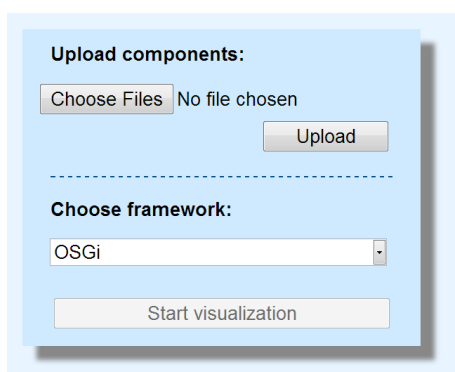 Upload components:
Choose Files No file chosen
Upload
Choose framework:
OSGi
Start visualization